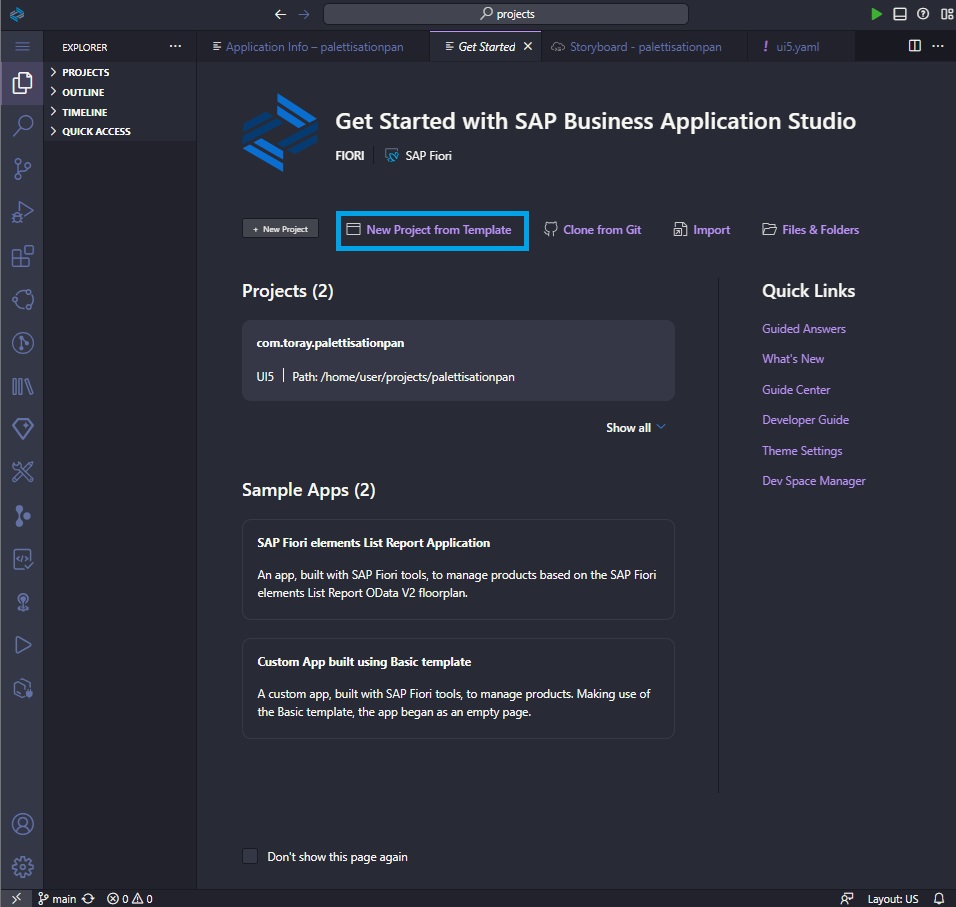 projects
EXPLORER
Application Info – palettisationpan
Get Started
Storyboard - palettisationpan
! ui5.yaml
PROJECTS
OUTLINE
TIMELINE
QUICK ACCESS
Get Started with SAP Business Application Studio
FIORI
SAP Fiori
+ New Project
New Project from Template
Clone from Git
Import
Files & Folders
Projects (2)
com.toray.palettisationpan
UI5
Path: /home/user/projects/palettisationpan
Show all
Sample Apps (2)
SAP Fiori elements List Report Application
An app, built with SAP Fiori tools, to manage products based on the SAP Fiori
elements List Report OData V2 floorplan.
Custom App built using Basic template
A custom app, built with SAP Fiori tools, to manage products. Making use of
the Basic template, the app began as an empty page.
Quick Links
Guided Answers
What's New
Guide Center
Developer Guide
Theme Settings
Dev Space Manager
Don't show this page again
main
0
0
Layout: US